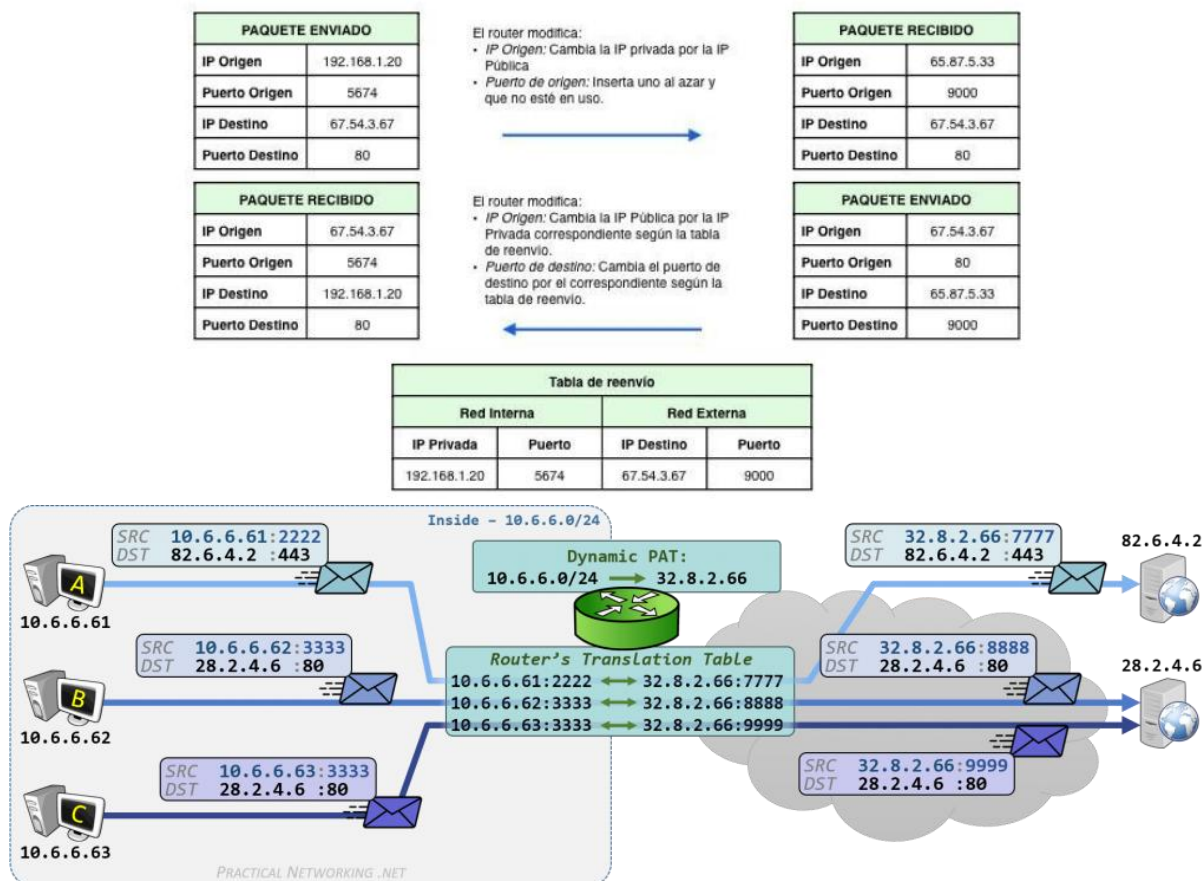 PAQUETE ENVIADO
IP Origen 192.168.1.20
Puerto Origen 5674
IP Destino 67.54.3.67
Puerto Destino 80
El router modifica:
• IP Origen: Cambia la IP privada por la IP
Pública
• Puerto de origen: Inserta uno al azar y
que no esté en uso.
PAQUETE RECIBIDO
IP Origen 65.87.5.33
Puerto Origen 9000
IP Destino 67.54.3.67
Puerto Destino 80
PAQUETE RECIBIDO
IP Origen 67.54.3.67
Puerto Origen 5674
IP Destino 192.168.1.20
Puerto Destino 80
El router modifica:
• IP Origen: Cambia la IP Pública por la IP
Privada correspondiente según la tabla
de reenvío.
• Puerto de destino: Cambia el puerto de
destino por el correspondiente según la
tabla de reenvío.
PAQUETE ENVIADO
IP Origen 67.54.3.67
Puerto Origen 80
IP Destino 65.87.5.33
Puerto Destino 9000
Tabla de reenvío
Red Interna Red Externa
IP Privada Puerto IP Destino Puerto
192.168.1.20 5674 67.54.3.67 9000
Inside – 10.6.6.0/24
SRC 10.6.6.61:2222
DST 82.6.4.2 :443
A
10.6.6.61
Dynamic PAT:
10.6.6.0/24 32.8.2.66
SRC 32.8.2.66:7777
DST 82.6.4.2 :443
82.6.4.2
SRC 10.6.6.62:3333
DST 28.2.4.6 :80
B
10.6.6.62
Router's Translation Table
10.6.6.61:2222 32.8.2.66:7777
10.6.6.62:3333 32.8.2.66:8888
10.6.6.63:3333 32.8.2.66:9999
SRC 32.8.2.66:8888
DST 28.2.4.6 :80
28.2.4.6
SRC 10.6.6.63:3333
DST 28.2.4.6 :80
C
10.6.6.63
SRC 32.8.2.66:9999
DST 28.2.4.6 :80
PRACTICAL NETWORKING .NET